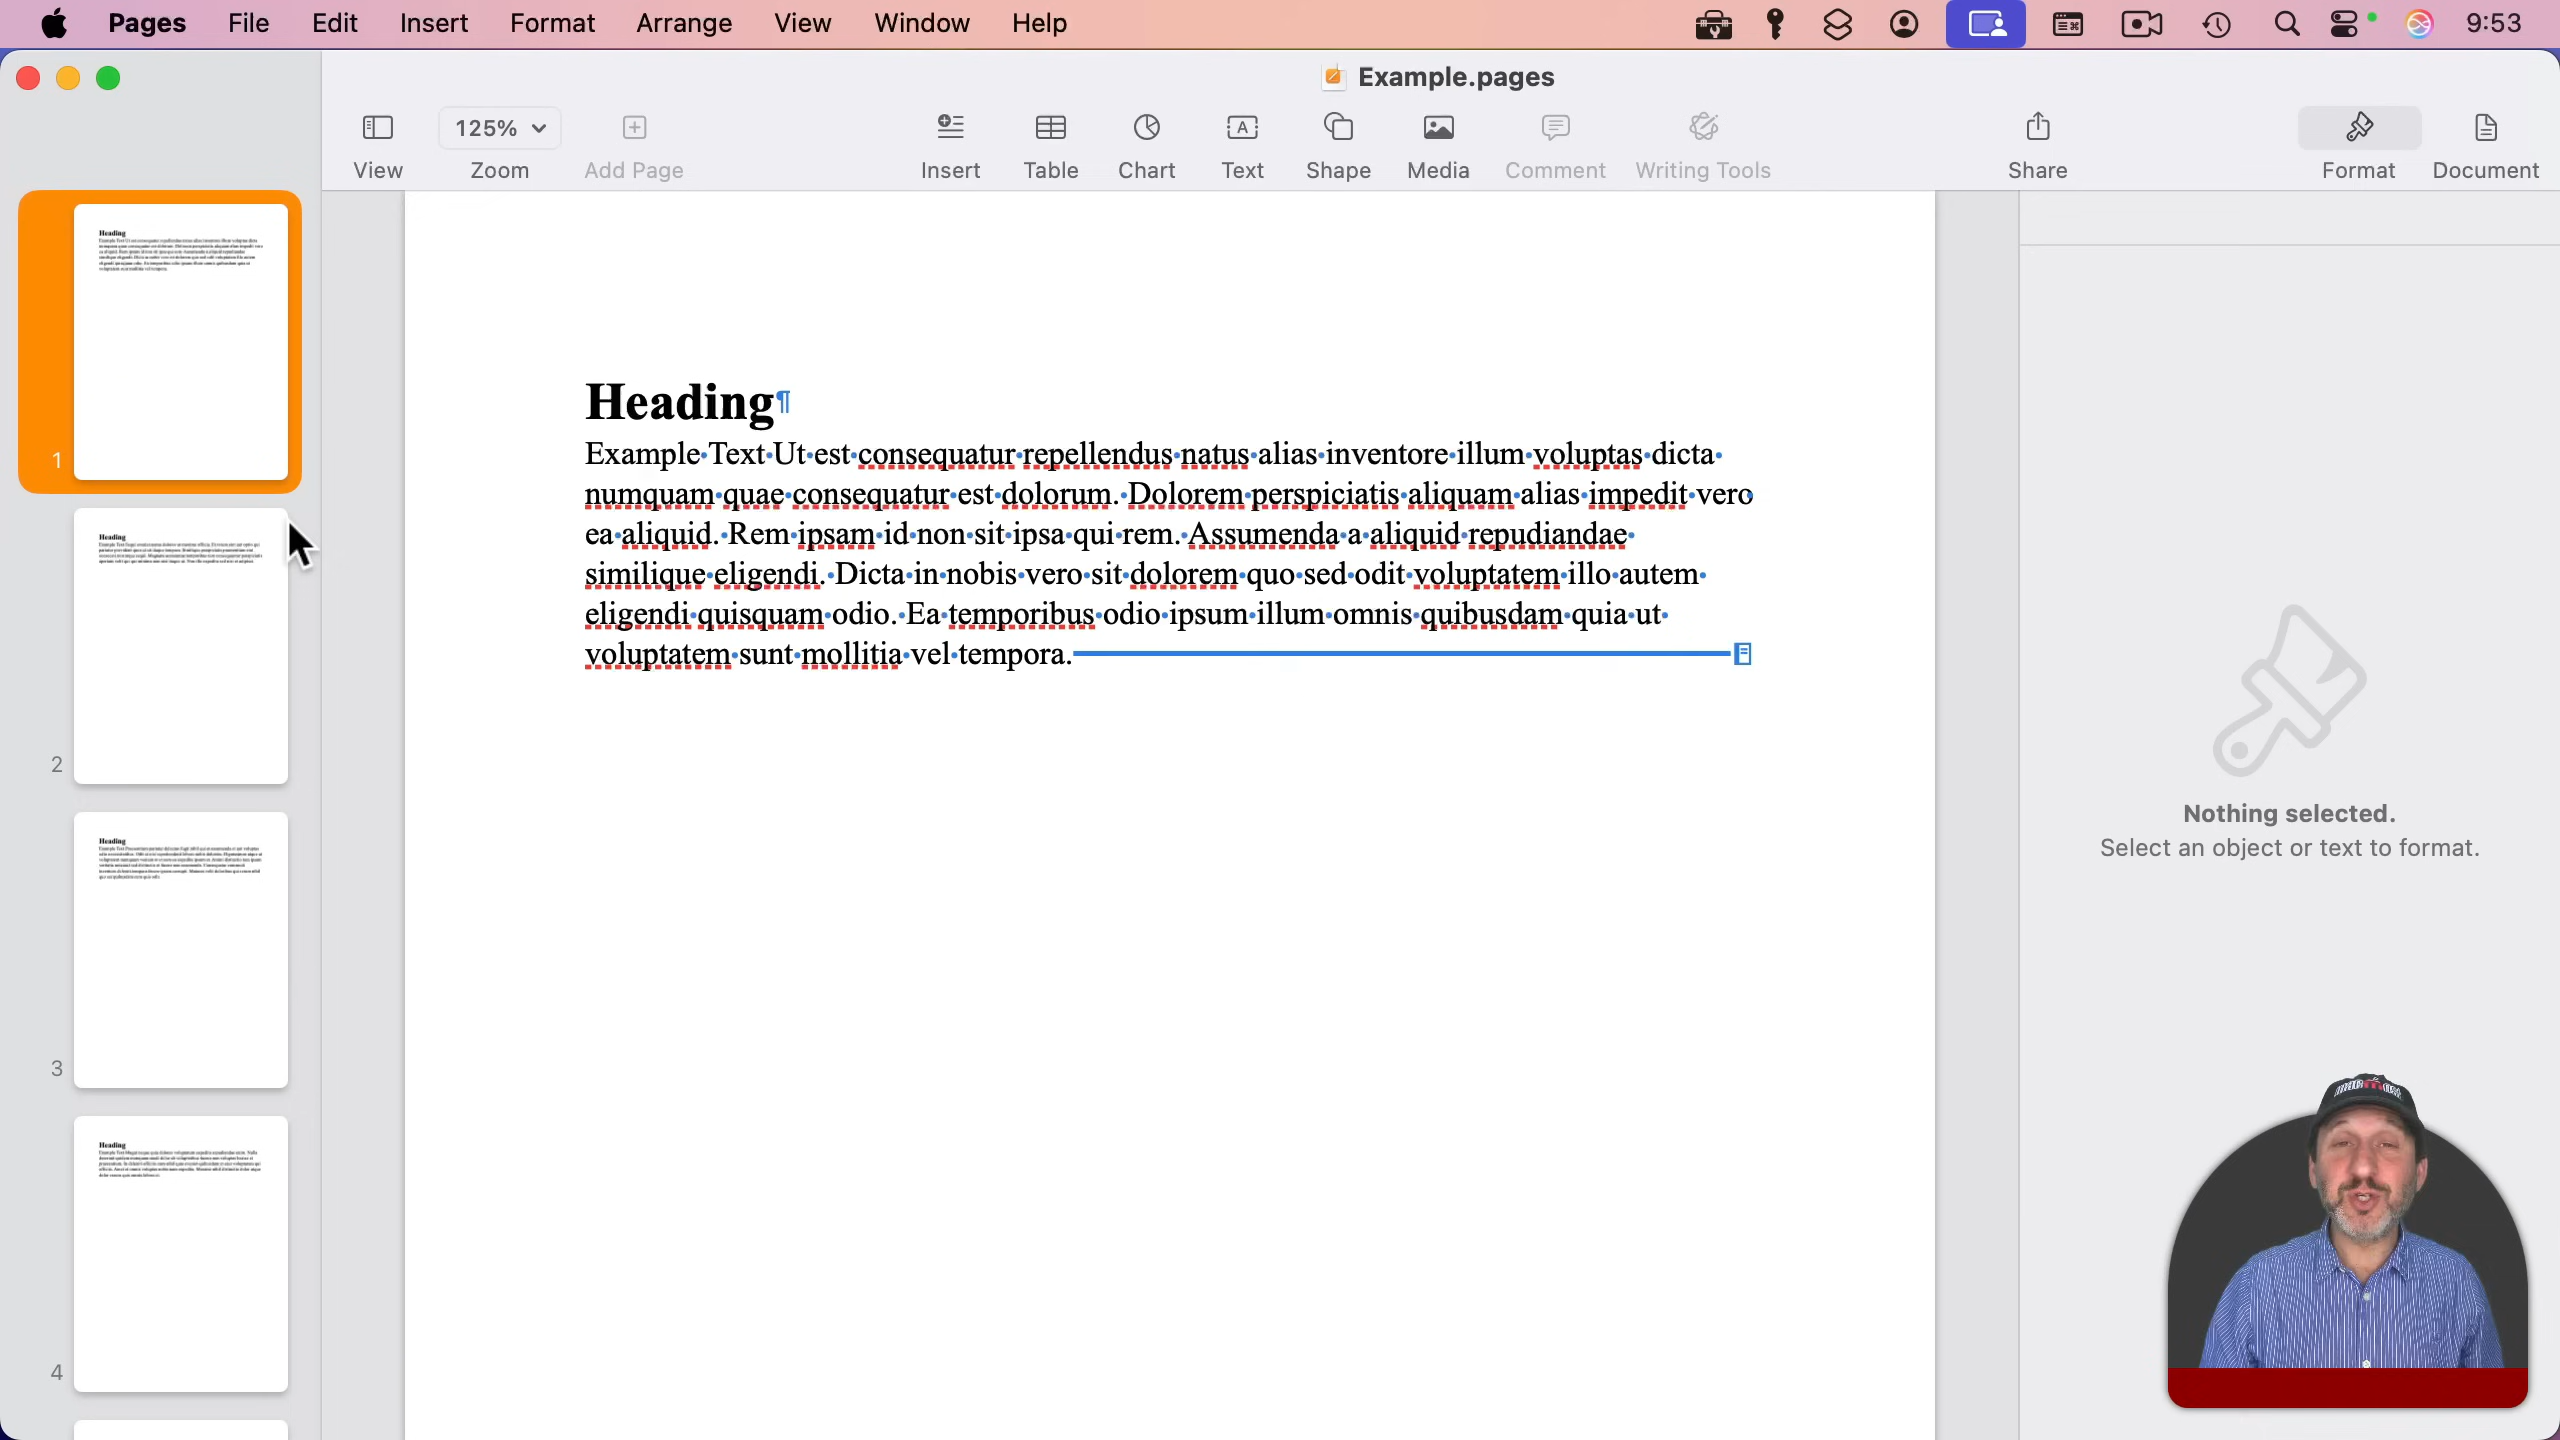 Pages File Edit Insert Format Arrange View Window Help 9:53
Example.pages
125%
View Zoom Add Page Insert Table Chart Text Shape Media Comment Writing Tools Share Format Document
Heading
1
Heading
2
Heading
3
Heading
4
Heading¶
Example·Text·Ut·est·consequatur·repellendus·natus·alias·inventore·illum·voluptas·dicta·
numquam·quae·consequatur·est·dolorum.·Dolorem·perspiciatis·aliquam·alias·impedit·vero·
ea·aliquid.·Rem·ipsam·id·non·sit·ipsa·qui·rem.·Assumenda·a·aliquid·repudiandae·
similique·eligendi.·Dicta·in·nobis·vero·sit·dolorem·quo·sed·odit·voluptatem·illo·autem·
eligendi·quisquam·odio.·Ea·temporibus·odio·ipsum·illum·omnis·quibusdam·quia·ut·
voluptatem·sunt·mollitia·vel·tempora.
Nothing selected.
Select an object or text to format.